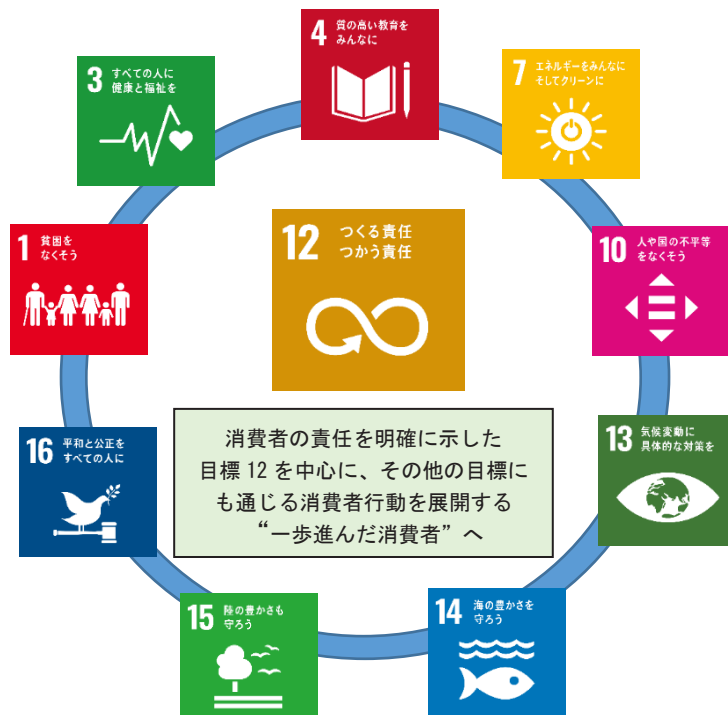 4 質の高い教育を
みんなに
3 すべての人に
健康と福祉を
7 エネルギーをみんなに
そしてクリーンに
1 貧困を
なくそう
12 つくる責任
つかう責任
10 人や国の不平等
をなくそう
消費者の責任を明確に示した
目標 12 を中心に、その他の目標に
も通じる消費者行動を展開する
“一歩進んだ消費者” へ
16 平和と公正を
すべての人に
13 気候変動に
具体的な対策を
15 陸の豊かさも
守ろう
14 海の豊かさを
守ろう